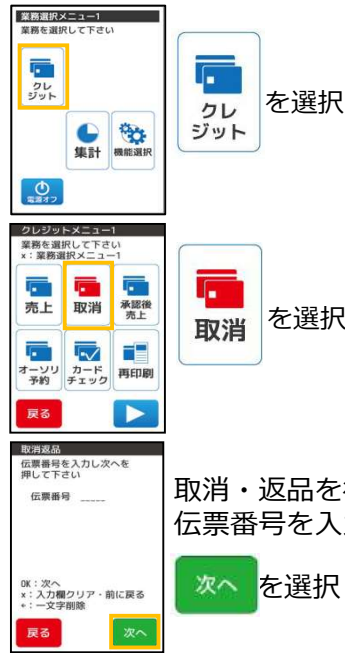 業務選択メニュー1
業務を選択して下さい
クレ
ジット
集計
機能選択
電源オフ
クレ
ジット
を選択
クレジットメニュー1
業務を選択して下さい
x:業務選択メニュー1
売上
取消
承認後
売上
オーソリ
予約
カード
チェック
再印刷
戻る
取消
を選択
取消返品
伝票番号を入力し次へを
押して下さい
伝票番号 _____
OK:次へ
x:入力欄クリア・前に戻る
←:一文字削除
戻る
次へ
取消・返品を
伝票番号を入
次へ
を選択